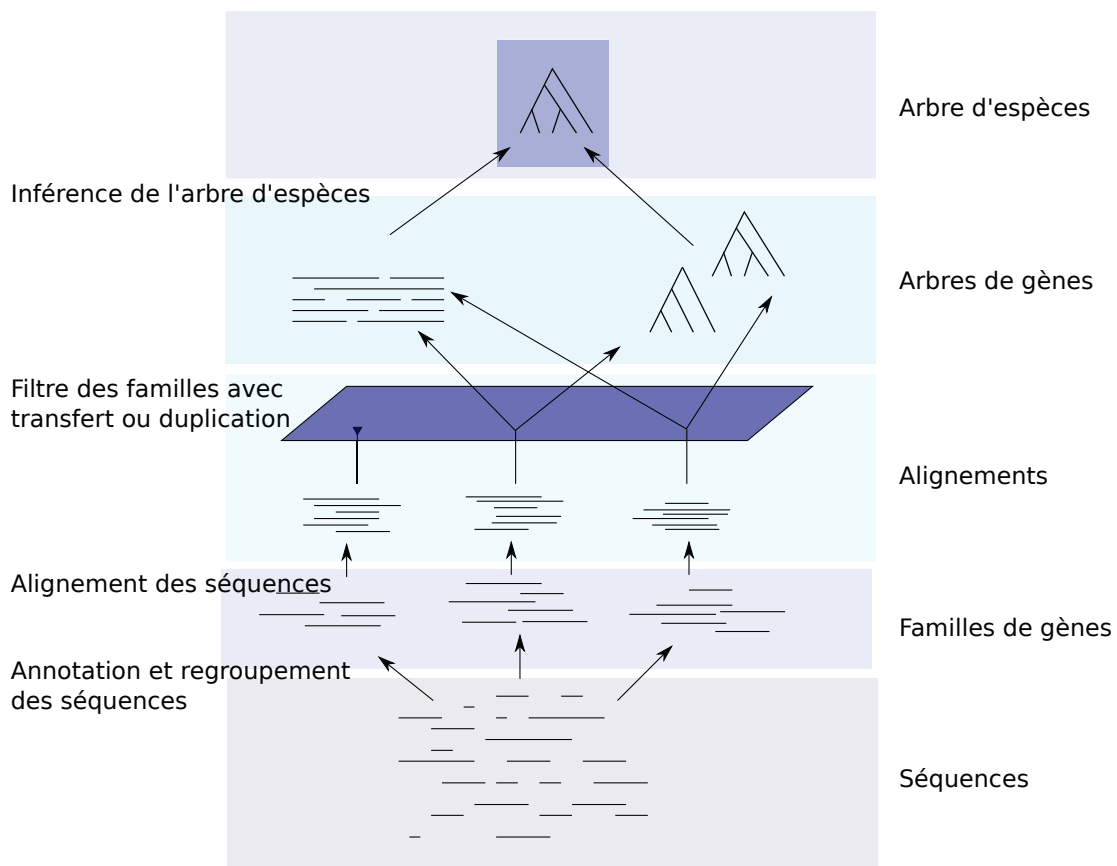 Arbre d'espèces
Inférence de l'arbre d'espèces
Arbres de gènes
Filtre des familles avec
transfert ou duplication
Alignements
Alignement des séquences
Familles de gènes
Annotation et regroupement
des séquences
Séquences